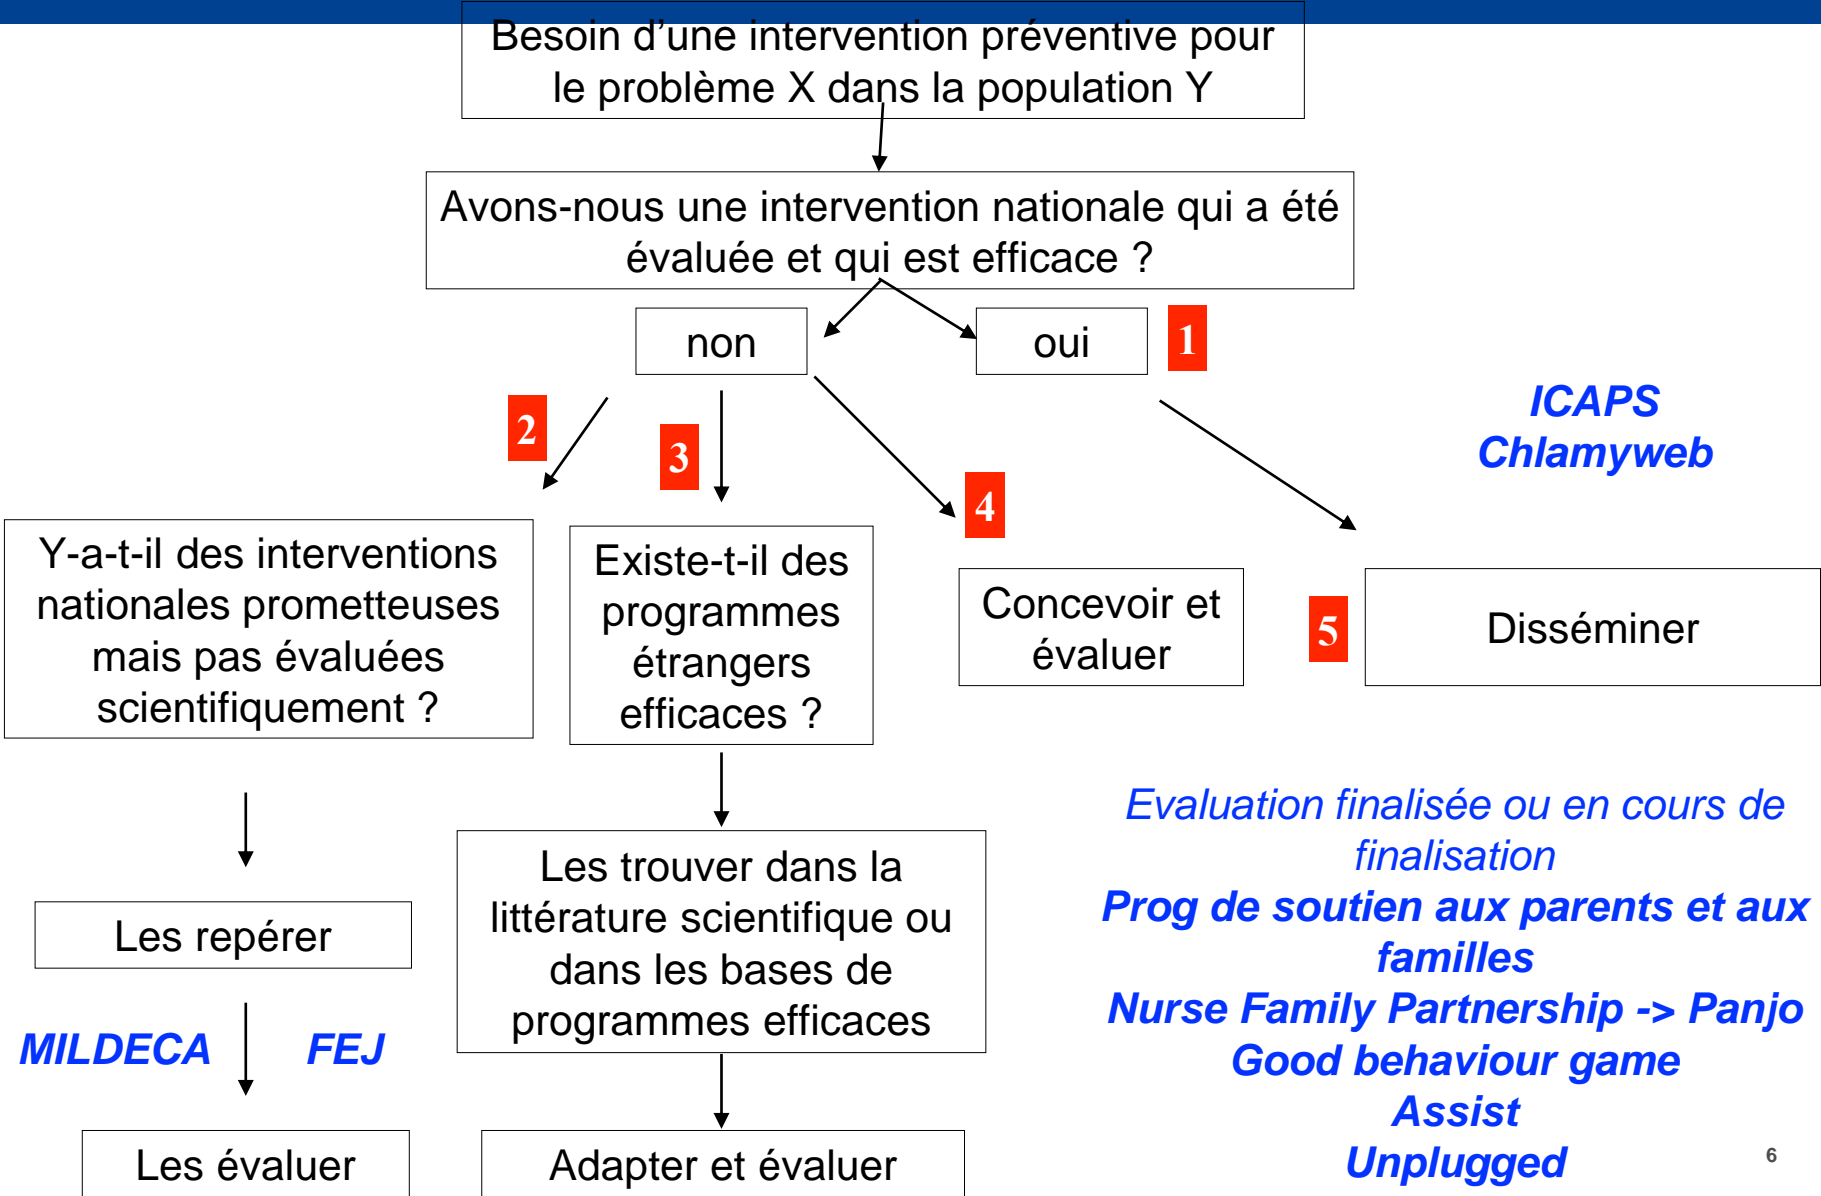 Besoin d'une intervention préventive pour
le problème X dans la population Y
Avons-nous une intervention nationale qui a été
évaluée et qui est efficace ?
non
oui
1
ICAPS
Chlamyweb
2
3
4
Y-a-t-il des interventions
nationales prometteuses
mais pas évaluées
scientifiquement ?
Existe-t-il des
programmes
étrangers
efficaces ?
Concevoir et
évaluer
5
Disséminer
Les repérer
Les trouver dans la
littérature scientifique ou
dans les bases de
programmes efficaces
MILDECA
FEJ
Les évaluer
Adapter et évaluer
Evaluation finalisée ou en cours de
finalisation
Prog de soutien aux parents et aux
familles
Nurse Family Partnership -> Panjo
Good behaviour game
Assist
Unplugged
6